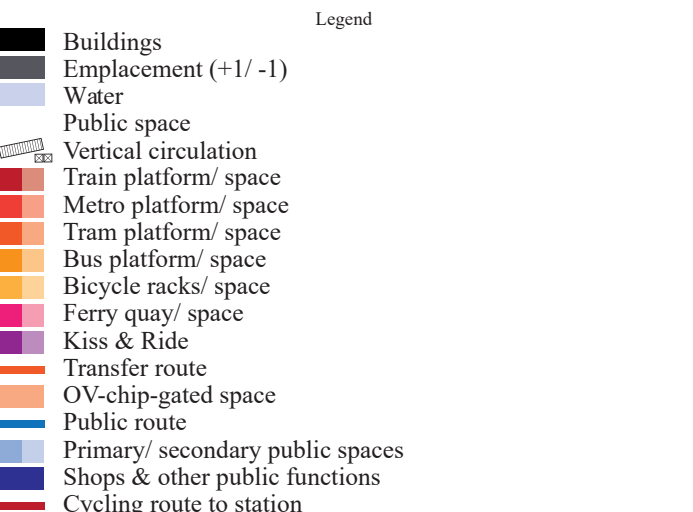 Legend
Buildings
Emplacement (+1/ -1)
Water
Public space
Vertical circulation
Train platform/ space
Metro platform/ space
Tram platform/ space
Bus platform/ space
Bicycle racks/ space
Ferry quay/ space
Kiss & Ride
Transfer route
OV-chip-gated space
Public route
Primary/ secondary public spaces
Shops & other public functions
Cycling route to station